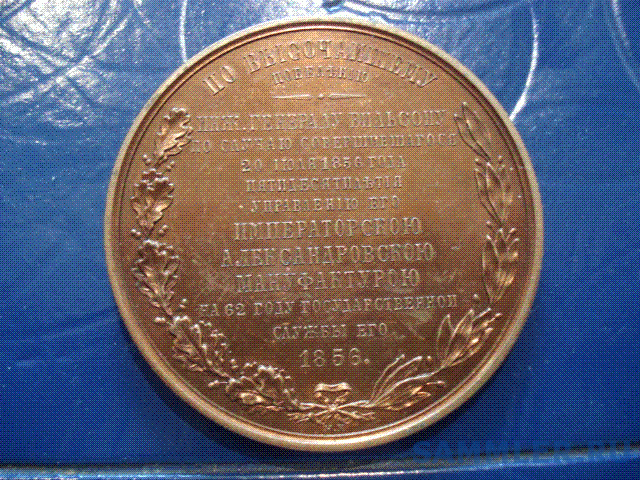 ПО ВЫСОЧАЙШЕМУ
ПОВЕЛѢНІЮ
ИНЖ. ГЕНЕРАЛУ ВИЛЬСОНУ
ПО СЛУЧАЮ СОВЕРШИВШАГОСЯ
20 ІЮЛЯ 1856 ГОДА
ПЯТИДЕСЯТИЛѢТІЯ
УПРАВЛЕНІЮ ЕГО
ИМПЕРАТОРСКОЮ
АЛЕКСАНДРОВСКОЮ
МАНУФАКТУРОЮ
НА 62 ГОДУ ГОСУДАРСТВЕННОЙ
СЛУЖБЫ ЕГО
1856.